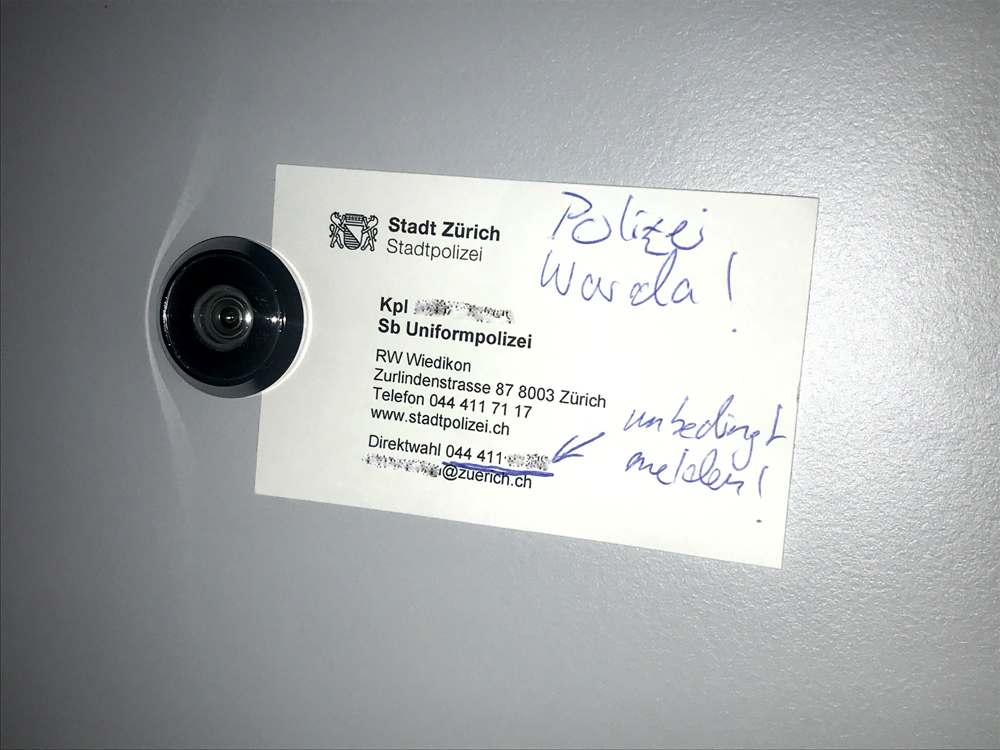 Stadt Zürich
Stadtpolizei
Polizei
War da!
Kpl
Sb Uniformpolizei
RW Wiedikon
Zurlindenstrasse 87 8003 Zürich
Telefon 044 411 71 17
www.stadtpolizei.ch
Direktwahl 044 411
@zuerich.ch
unbedingt
melden!